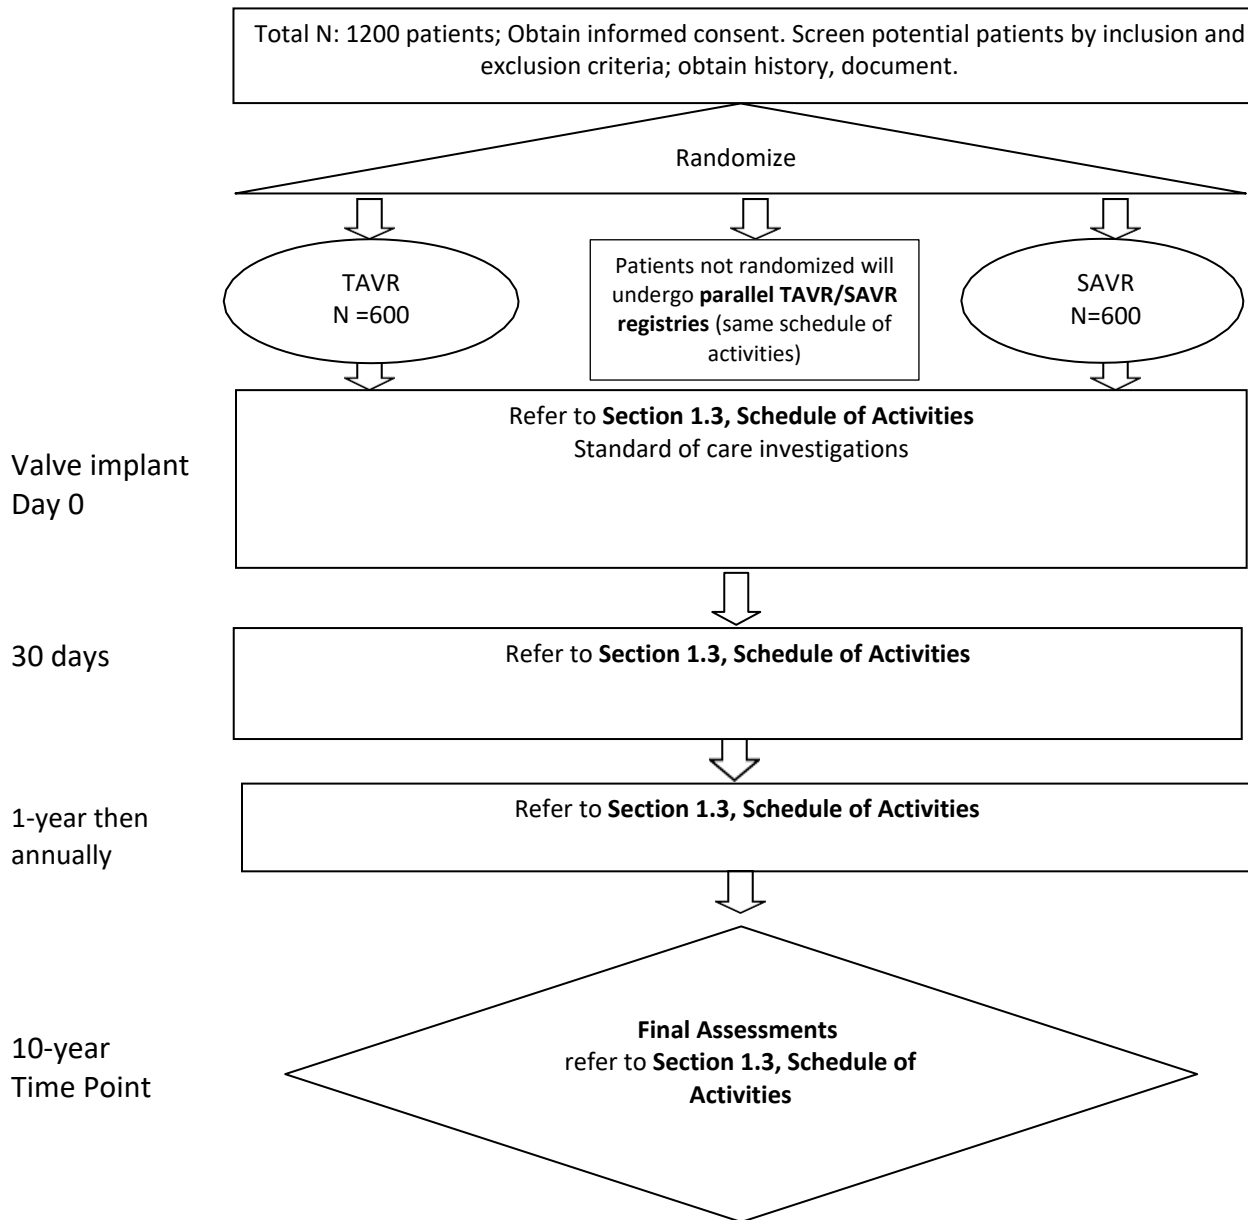 Total N: 1200 patients; Obtain informed consent. Screen potential patients by inclusion and
exclusion criteria; obtain history, document.
Randomize
TAVR
N =600
Patients not randomized will
undergo parallel TAVR/SAVR
registries (same schedule of
activities)
SAVR
N=600
Valve implant
Day 0
Refer to Section 1.3, Schedule of Activities
Standard of care investigations
30 days
Refer to Section 1.3, Schedule of Activities
1-year then
annually
Refer to Section 1.3, Schedule of Activities
10-year
Time Point
Final Assessments
refer to Section 1.3, Schedule of
Activities